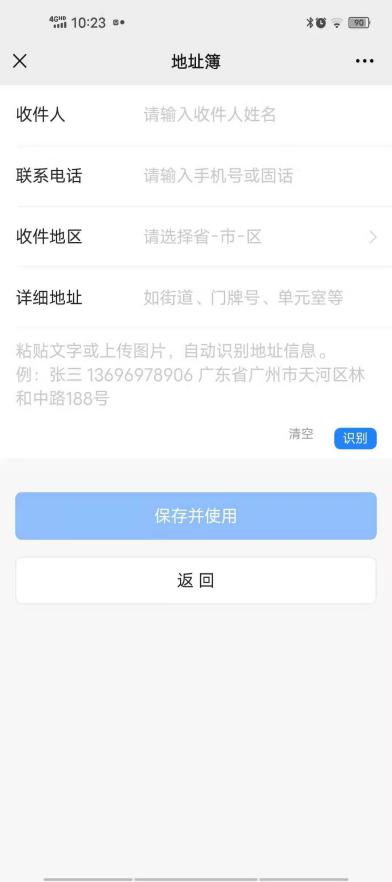 4GHD 10:23 90
地址簿
收件人 请输入收件人姓名
联系电话 请输入手机号或固话
收件地区 请选择省-市-区
详细地址 如街道、门牌号、单元室等
粘贴文字或上传图片，自动识别地址信息。
例：张三 13696978906 广东省广州市天河区林
和中路188号
清空 识别
保存并使用
返 回